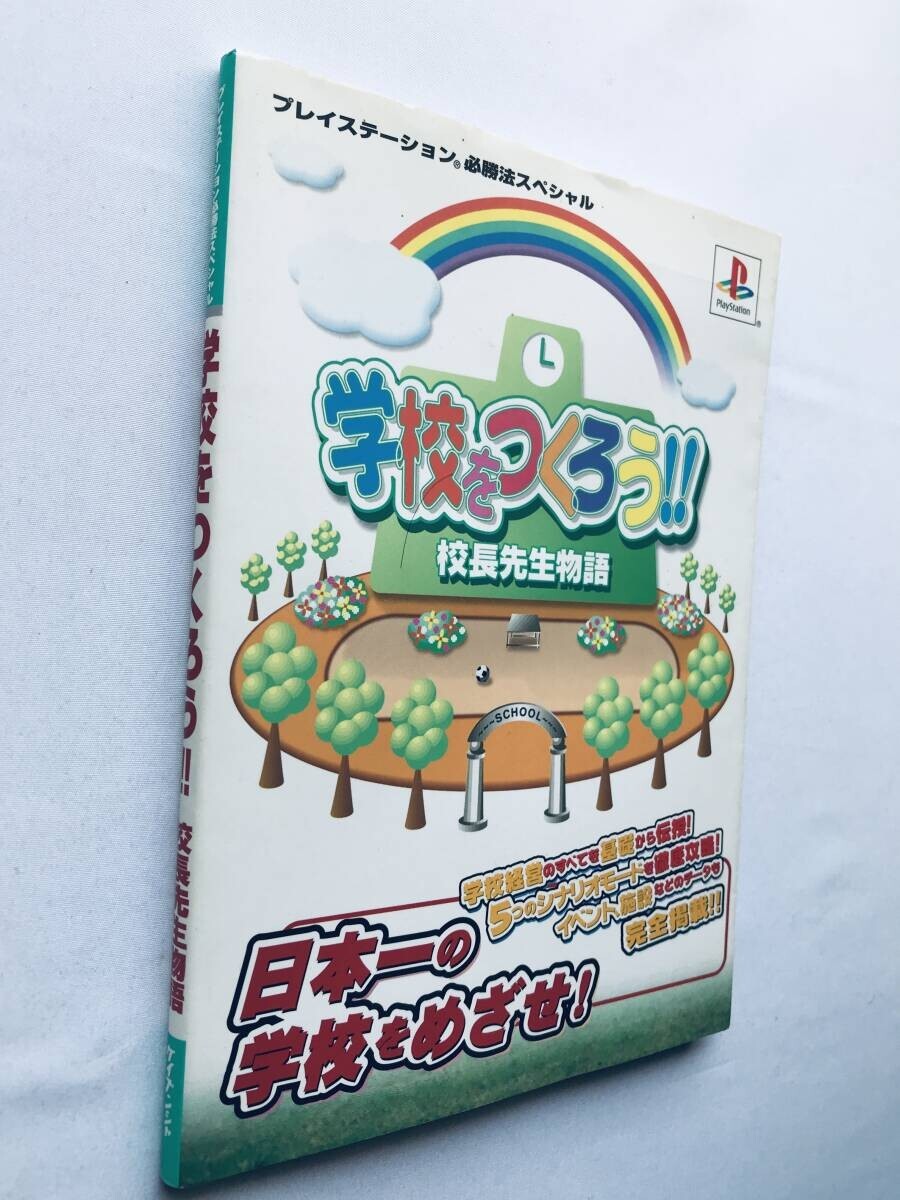 プレイステーション®必勝法スペシャル
PlayStation®
学校をつくろう!!
校長先生物語
SCHOOL
学校経営のすべてを基礎から伝授!
5つのシナリオモードを徹底攻略!
イベント、施設などのデータも
完全掲載!!
日本一の
学校をめざせ!
プレイステーション必勝法スペシャル 学校をつくろう!! 校長先生物語 ケイブンシャ